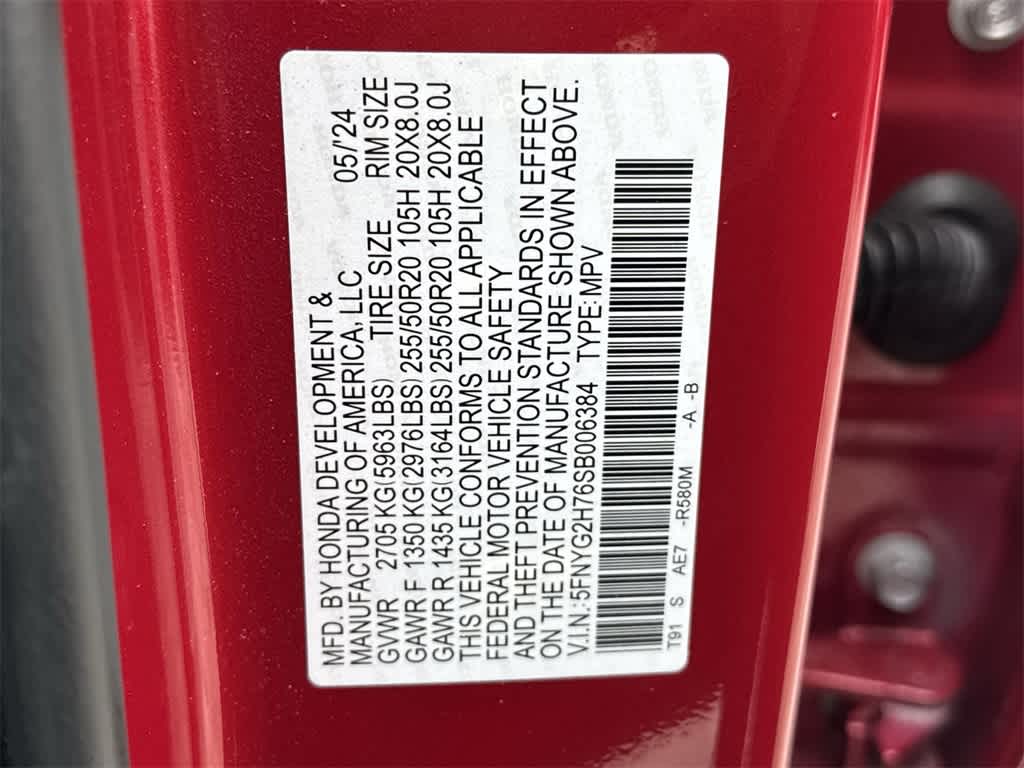 MFD. BY HONDA DEVELOPMENT &
MANUFACTURING OF AMERICA, LLC 05/'24
GVWR 2705 KG(5963LBS) TIRE SIZE RIM SIZE
GAWR F 1350 KG(2976LBS) 255/50R20 105H 20X8.0J
GAWR R 1435 KG(3164LBS) 255/50R20 105H 20X8.0J
THIS VEHICLE CONFORMS TO ALL APPLICABLE
FEDERAL MOTOR VEHICLE SAFETY
AND THEFT PREVENTION STANDARDS IN EFFECT
ON THE DATE OF MANUFACTURE SHOWN ABOVE.
V.I.N.:5FNYG2H76SB006384 TYPE:MPV
T91 S AE7 -R580M -A -B